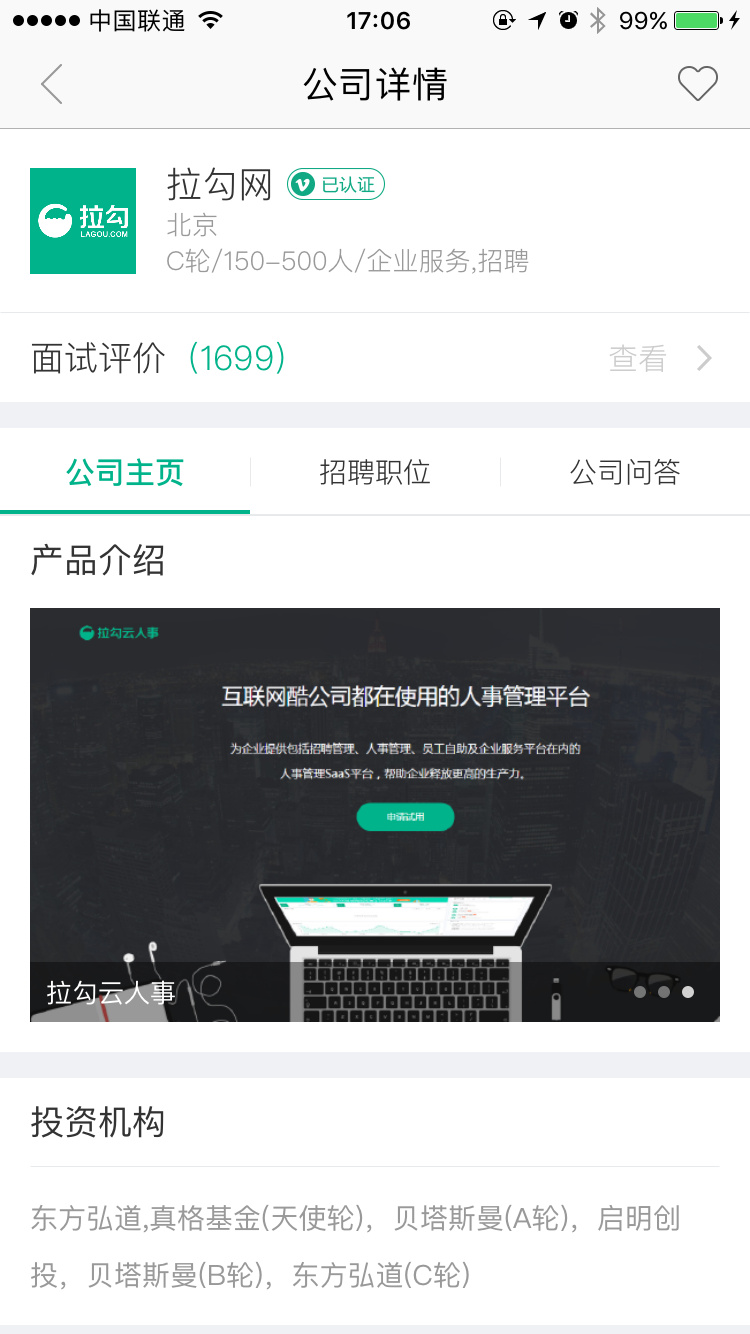 中国联通 17:06 99%
公司详情
拉勾
LAGOU.COM
拉勾网 已认证
北京
C轮/150-500人/企业服务,招聘
面试评价 (1699) 查看
公司主页 招聘职位 公司问答
产品介绍
拉勾云人事
互联网酷公司都在使用的人事管理平台
为企业提供包括招聘管理、人事管理、员工自助及企业服务平台在内的
人事管理SaaS平台，帮助企业释放更高的生产力。
申请试用
拉勾云人事
投资机构
东方弘道,真格基金(天使轮)，贝塔斯曼(A轮)，启明创
投，贝塔斯曼(B轮)，东方弘道(C轮)